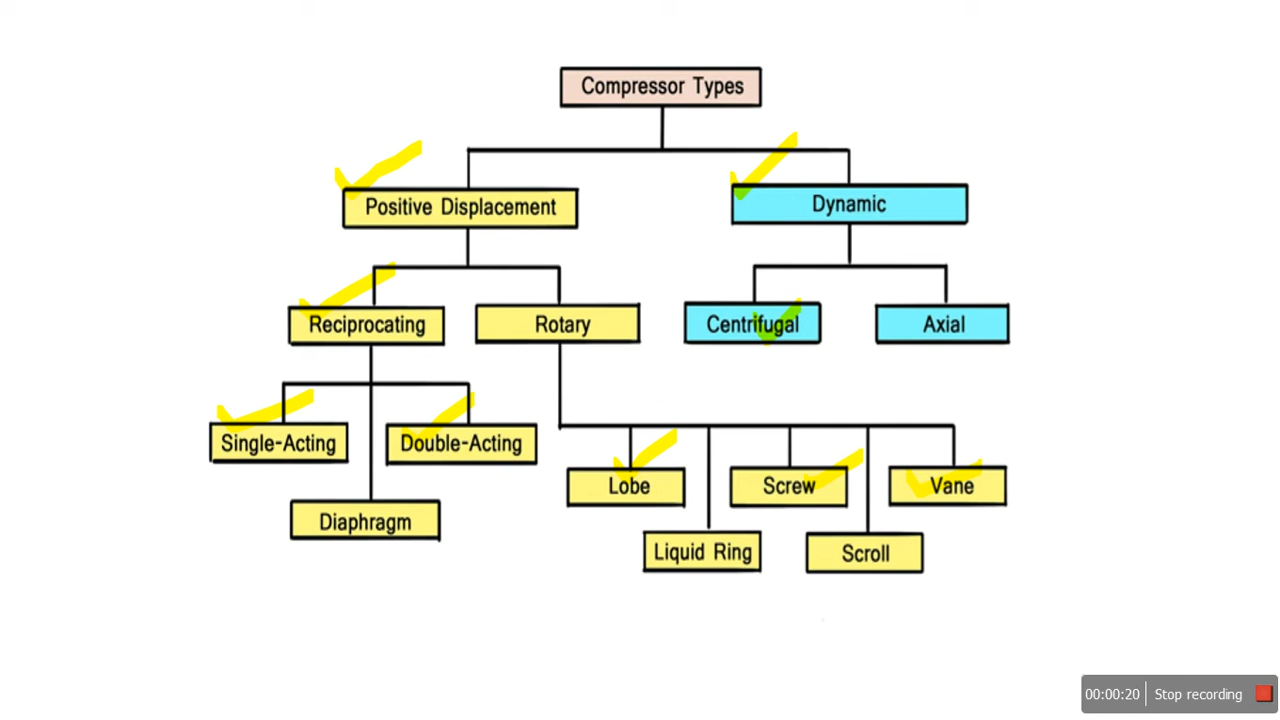 Compressor Types
Positive Displacement
Dynamic
Reciprocating
Rotary
Centrifugal
Axial
Single-Acting
Double-Acting
Lobe
Screw
Vane
Diaphragm
Liquid Ring
Scroll
00:00:20 Stop recording